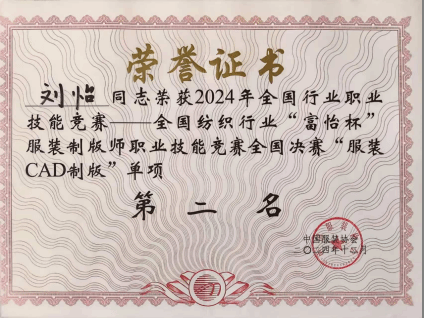 荣誉证书
刘怡同志荣获2024年全国行业职业
技能竞赛——全国纺织行业“富怡杯”
服装制版师职业技能竞赛全国决赛“服装
CAD制版”单项
第二名
中国服装协会
二〇二四年十二月